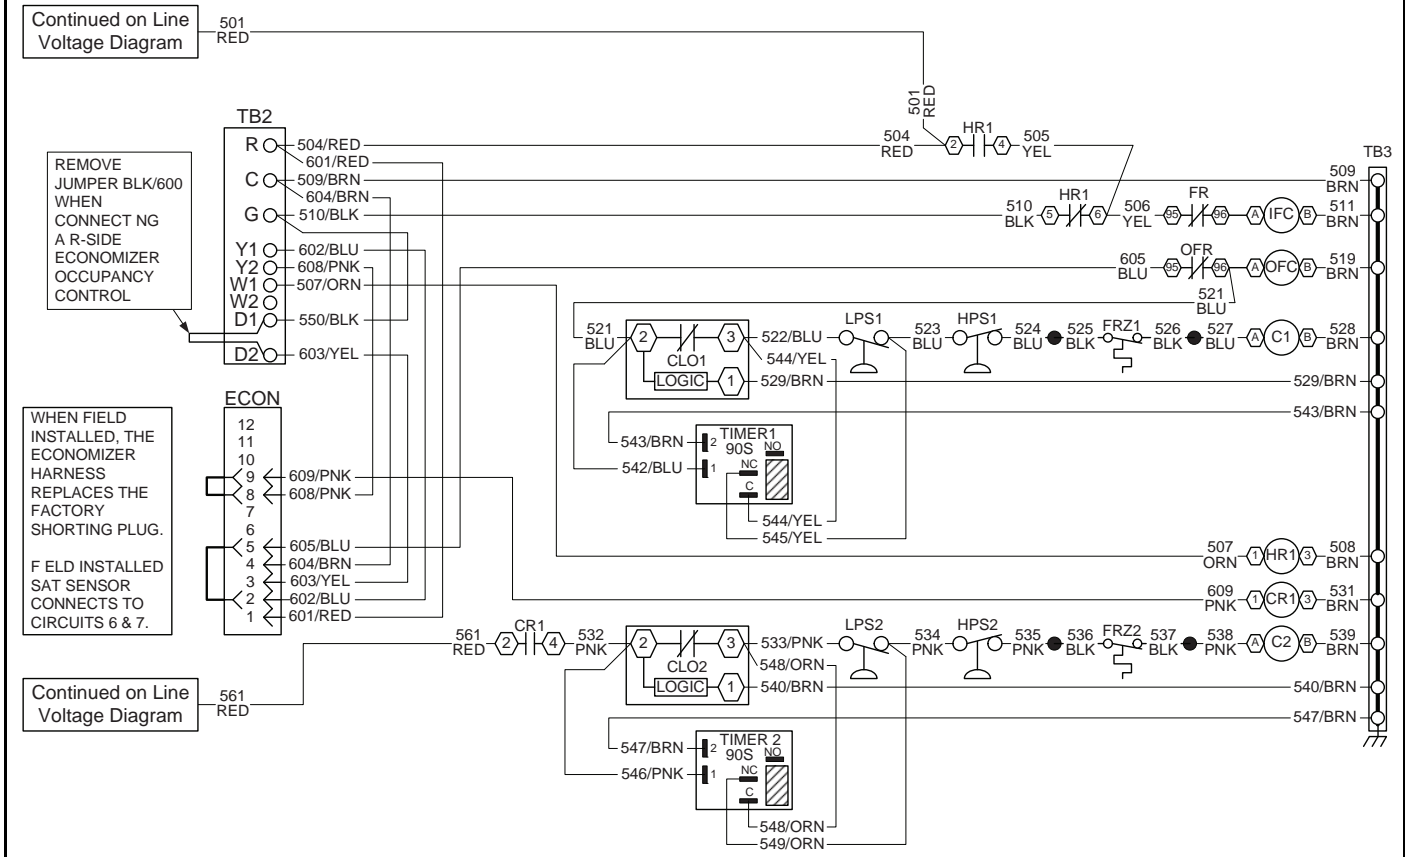 Continued on Line
Voltage Diagram
501
RED
501
RED
TB2
R
504/RED
601/RED
C
509/BRN
604/BRN
G
510/BLK
Y1
602/BLU
Y2
608/PNK
W1
507/ORN
W2
D1
550/BLK
D2
603/YEL
REMOVE
JUMPER BLK/600
WHEN
CONNECT NG
A R-SIDE
ECONOMIZER
OCCUPANCY
CONTROL
504
RED
2
HR1
4
505
YEL
TB3
509
BRN
510
BLK
5
HR1
6
506
YEL
95
FR
96
A
IFC
B
511
BRN
605
BLU
95
OFR
96
A
OFC
B
519
BRN
521
BLU
521
BLU
2
CLO1
3
LOGIC
1
522/BLU
544/YEL
529/BRN
LPS1
523
BLU
HPS1
524
BLU
525
BLK
FRZ1
526
BLK
527
BLU
A
C1
B
528
BRN
529/BRN
543/BRN
543/BRN
542/BLU
2
1
TIMER1
90S
NO
NC
C
544/YEL
545/YEL
ECON
12
11
10
9
609/PNK
8
608/PNK
7
6
5
605/BLU
4
604/BRN
3
603/YEL
2
602/BLU
1
601/RED
WHEN FIELD
INSTALLED, THE
ECONOMIZER
HARNESS
REPLACES THE
FACTORY
SHORTING PLUG.
F ELD INSTALLED
SAT SENSOR
CONNECTS TO
CIRCUITS 6 & 7.
507
ORN
1
HR1
3
508
BRN
609
PNK
1
CR1
3
531
BRN
561
RED
2
CR1
4
532
PNK
2
CLO2
3
LOGIC
1
533/PNK
548/ORN
540/BRN
LPS2
534
PNK
HPS2
535
PNK
536
BLK
FRZ2
537
BLK
538
PNK
A
C2
B
539
BRN
540/BRN
547/BRN
Continued on Line
Voltage Diagram
561
RED
547/BRN
546/PNK
2
1
TIMER 2
90S
NO
NC
C
548/ORN
549/ORN